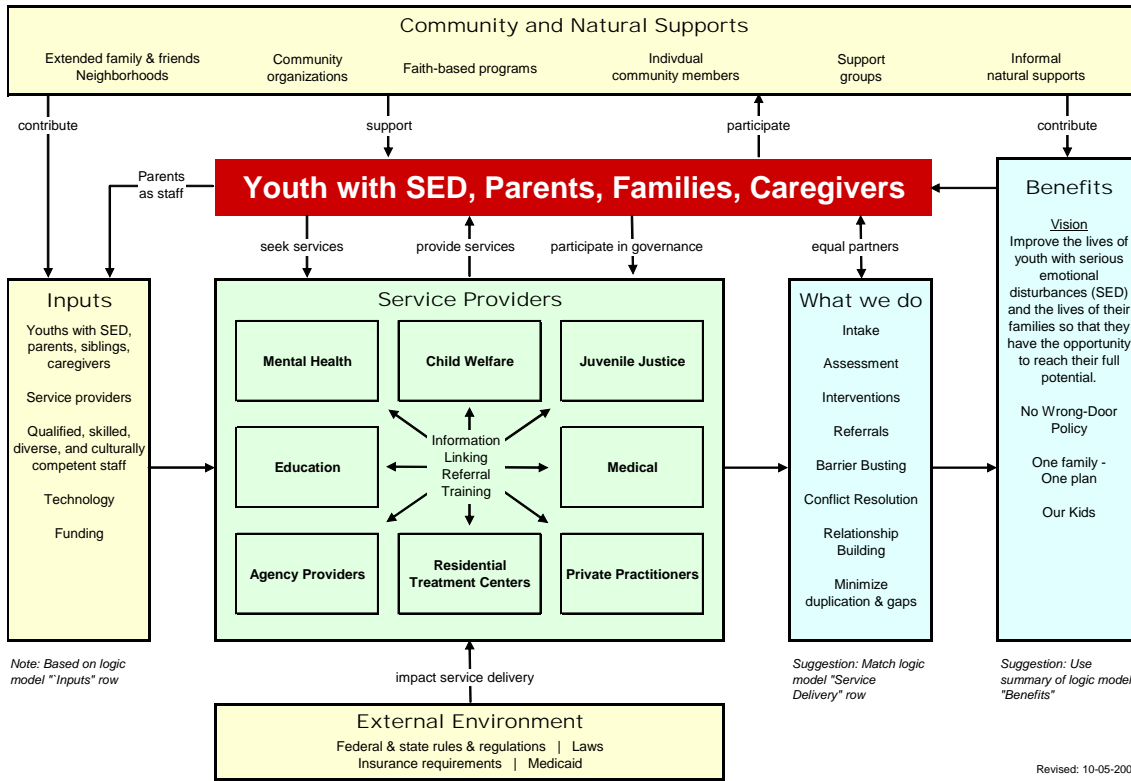 Community and Natural Supports
Extended family & friends
Neighborhoods
Community
organizations
Faith-based programs
Indivdual
community members
Support
groups
Informal
natural supports
contribute
support
participate
contribute
Parents
as staff
Youth with SED, Parents, Families, Caregivers
seek services
provide services
participate in governance
equal partners
Inputs
Youths with SED,
parents, siblings,
caregivers
Service providers
Qualified, skilled,
diverse, and culturally
competent staff
Technology
Funding
Note: Based on logic
model "`Inputs" row
Service Providers
Mental Health
Child Welfare
Juvenile Justice
Education
Information
Linking
Referral
Training
Medical
Agency Providers
Residential
Treatment Centers
Private Practitioners
impact service delivery
External Environment
Federal & state rules & regulations | Laws
Insurance requirements | Medicaid
What we do
Intake
Assessment
Interventions
Referrals
Barrier Busting
Conflict Resolution
Relationship
Building
Minimize
duplication & gaps
Suggestion: Match logic
model "Service
Delivery" row
Benefits
Vision
Improve the lives of
youth with serious
emotional
disturbances (SED)
and the lives of their
families so that they
have the opportunity
to reach their full
potential.
No Wrong-Door
Policy
One family -
One plan
Our Kids
Suggestion: Use
summary of logic model
"Benefits"
Revised: 10-05-200